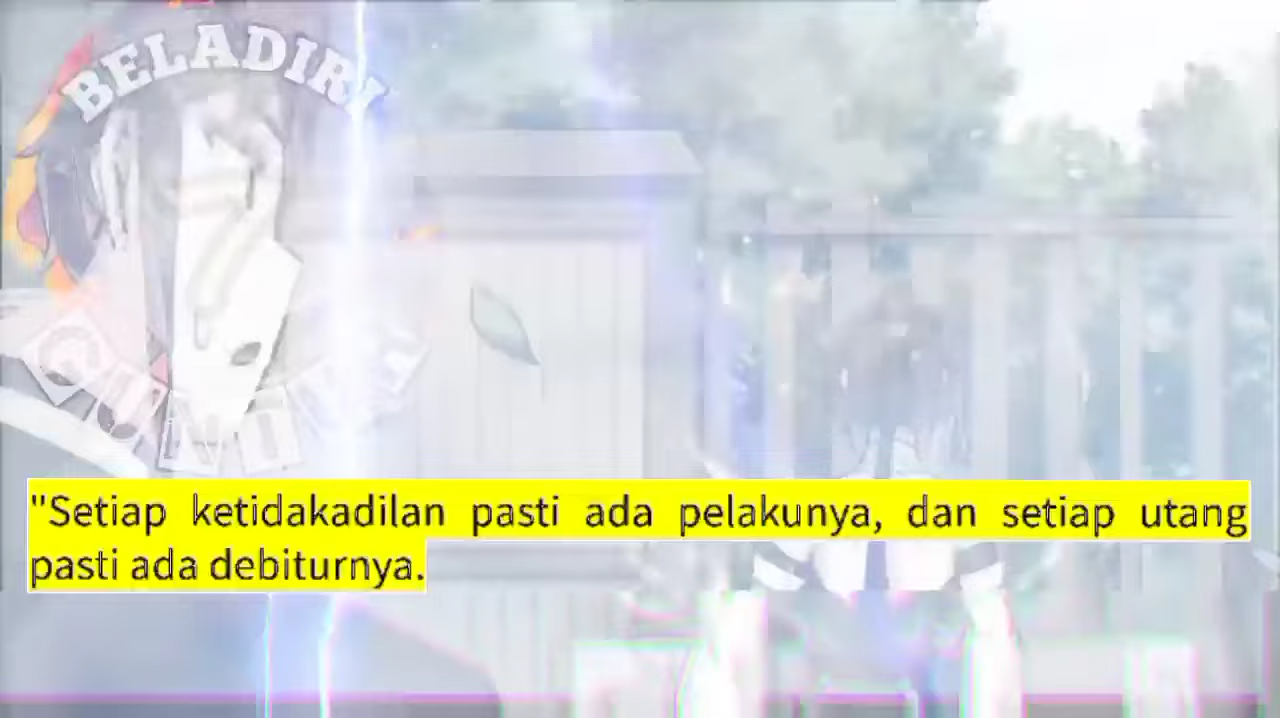 BELADIRI
"Setiap ketidakadilan pasti ada pelakunya, dan setiap utang
pasti ada debiturnya.